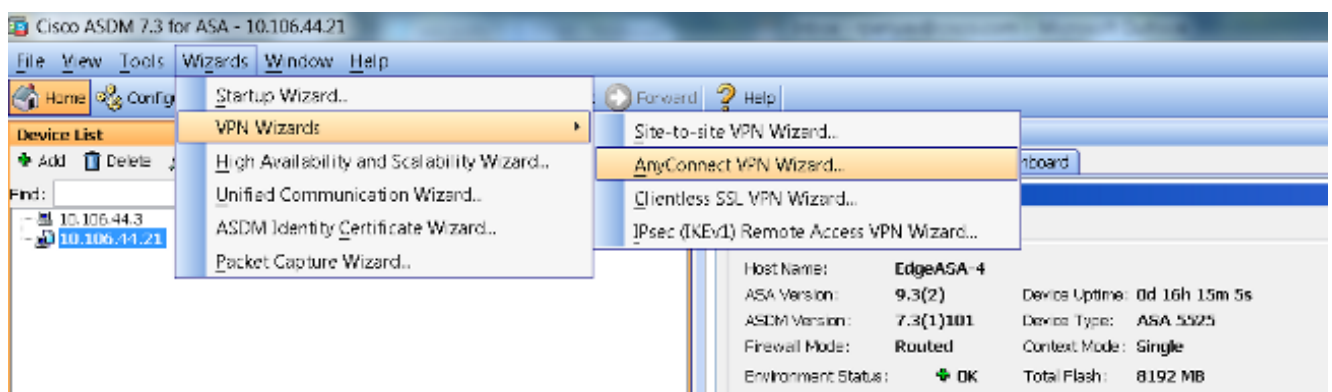 Cisco ASDM 7.3 for ASA - 10.106.44.21
File View Tools Wizards Window Help
Home Configu Forward Help
Startup Wizard...
VPN Wizards
High Availability and Scalability Wizard...
Unified Communication Wizard...
ASDM Identity Certificate Wizard...
Packet Capture Wizard...
Site-to-site VPN Wizard...
AnyConnect VPN Wizard...
Clientless SSL VPN Wizard...
IPsec (IKEv1) Remote Access VPN Wizard...
Device List
Add Delete
Find:
10.106.44.3
10.106.44.21
hboard
Host Name: EdgeASA-4
ASA Version: 9.3(2) Device Uptime: 0d 16h 15m 5s
ASDM Version: 7.3(1)101 Device Type: ASA 5525
Firewall Mode: Routed Context Mode: Single
Environment Status: OK Total Flash: 8192 MB